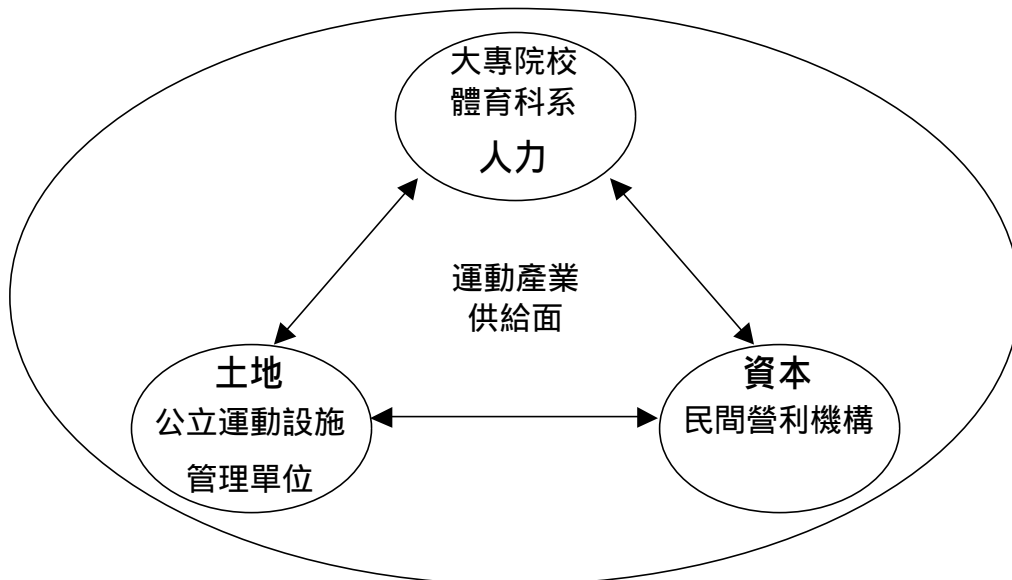 大專院校
體育科系
人力
運動產業
供給面
土地
公立運動設施
管理單位
資本
民間營利機構